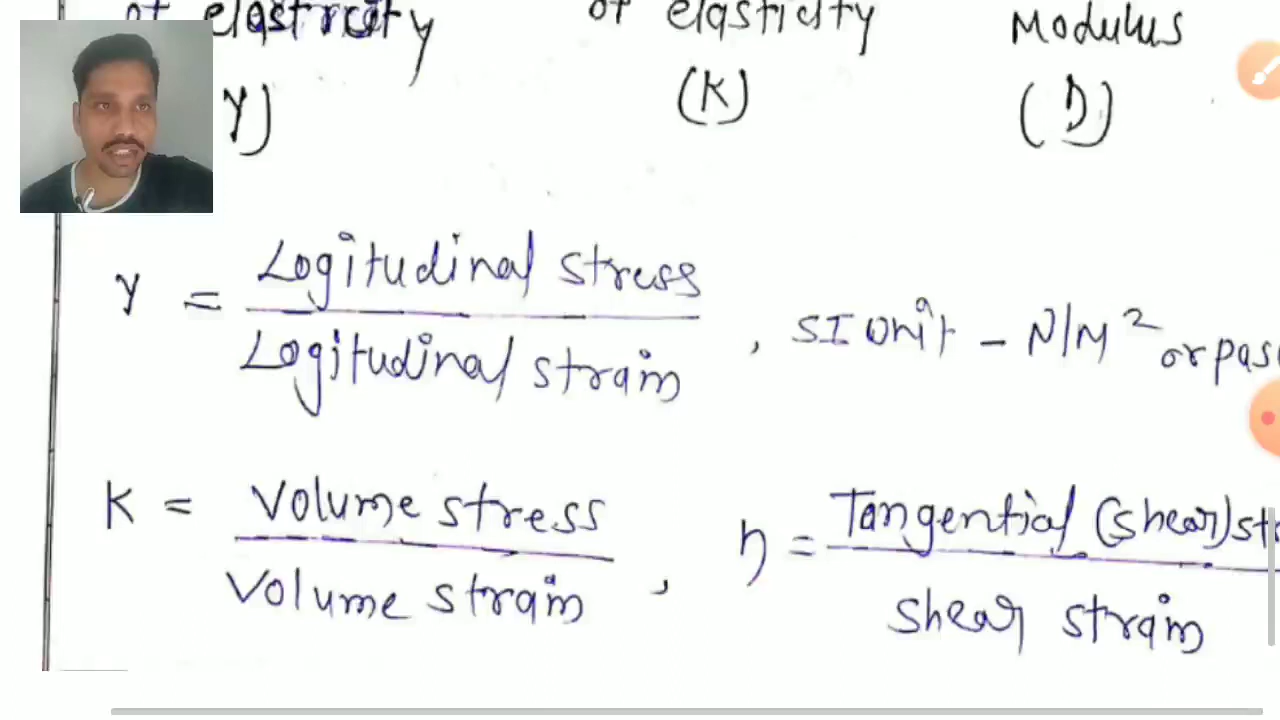 of elasticity of elasticity Modulus
Y) (K) (η)
Logitudinal stress
Y = , SI Unit - N/M² or pas
Logitudinal strain
K = Volume stress , η = Tangential (shear) st
Volume strain shear strain